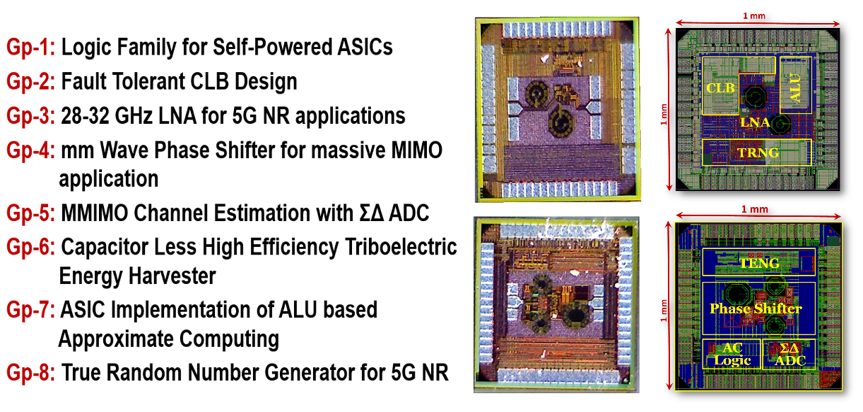 Gp-1: Logic Family for Self-Powered ASICs
Gp-2: Fault Tolerant CLB Design
Gp-3: 28-32 GHz LNA for 5G NR applications
Gp-4: mm Wave Phase Shifter for massive MIMO
application
Gp-5: MMIMO Channel Estimation with ΣΔ ADC
Gp-6: Capacitor Less High Efficiency Triboelectric
Energy Harvester
Gp-7: ASIC Implementation of ALU based
Approximate Computing
Gp-8: True Random Number Generator for 5G NR
1 mm
1 mm
CLB
ALU
LNA
TRNG
1 mm
1 mm
TENG
Phase Shifter
AC
Logic
ΣΔ
ADC